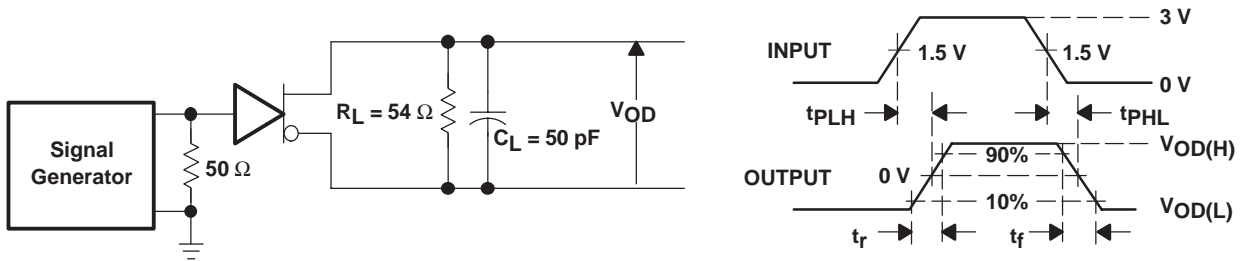 Signal
Generator
50 Ω
RL = 54 Ω
CL = 50 pF
VOD
INPUT
3 V
1.5 V
1.5 V
0 V
tPLH
tPHL
OUTPUT
0 V
90%
10%
VOD(H)
VOD(L)
tr
tf